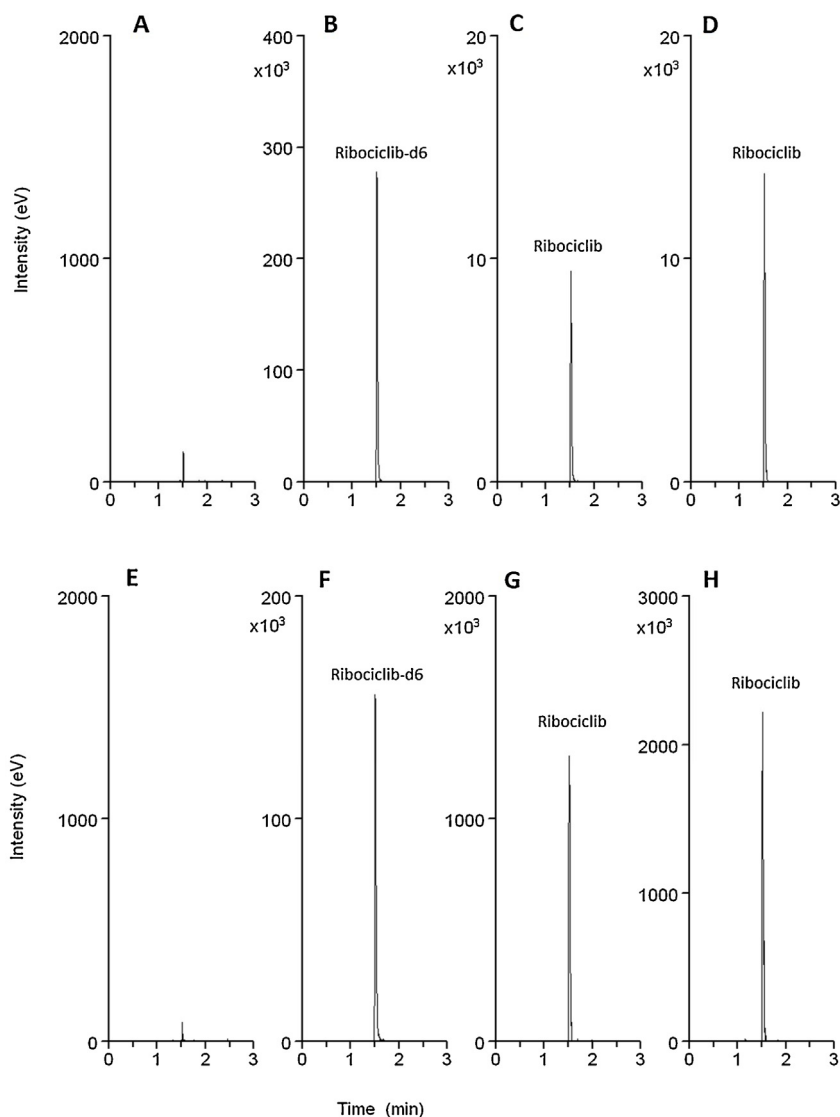 A
B
C
D
2000
400
20
20
x10³
x10³
x10³
300
Ribociclib-d6
Ribociclib
Intensity (eV)
Ribociclib
1000
200
10
10
100
0
0
0
0
0 1 2 3
0 1 2 3
0 1 2 3
0 1 2 3
E
F
G
H
2000
200
2000
3000
x10³
x10³
x10³
Ribociclib-d6
Ribociclib
Ribociclib
2000
Intensity (eV)
1000
100
1000
1000
0
0
0
0
0 1 2 3
0 1 2 3
0 1 2 3
0 1 2 3
Time (min)